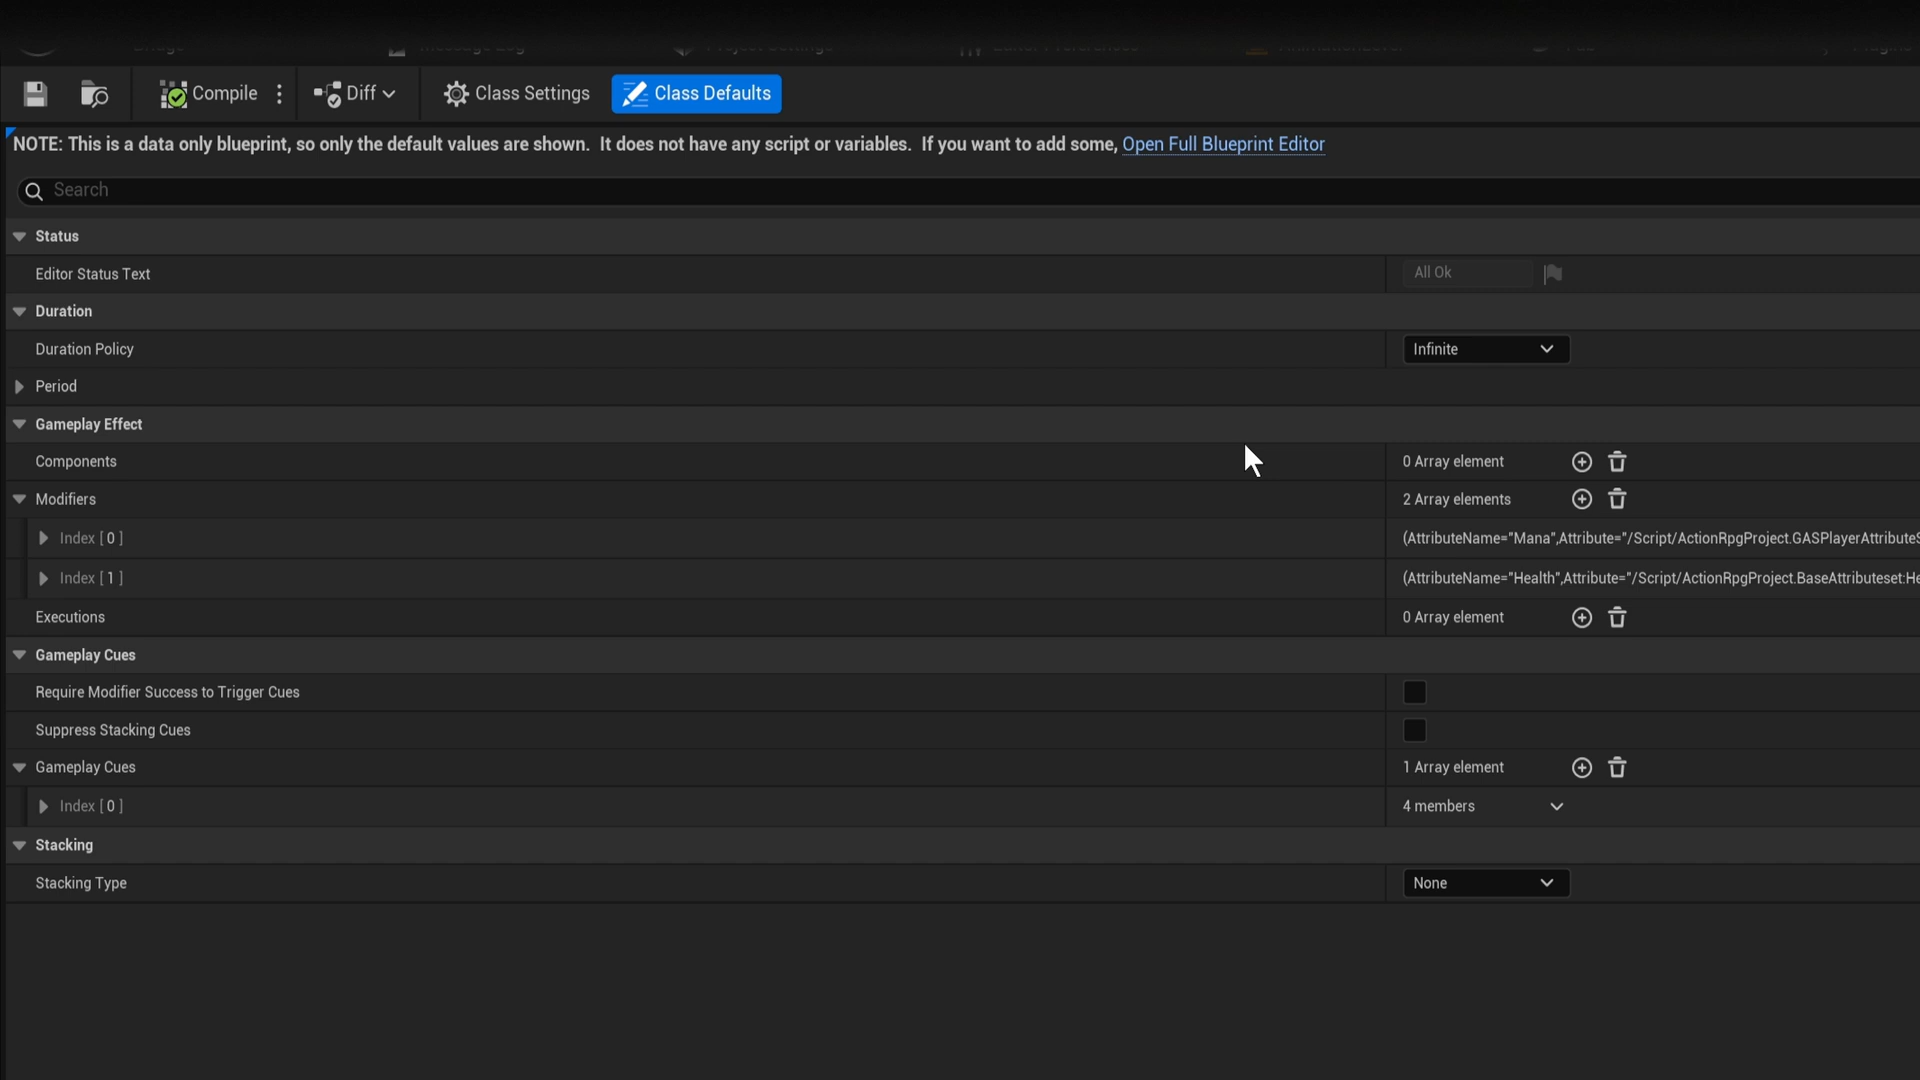 Compile
Diff
Class Settings
Class Defaults
NOTE: This is a data only blueprint, so only the default values are shown. It does not have any script or variables. If you want to add some, Open Full Blueprint Editor
Search
Status
Editor Status Text
All Ok
Duration
Duration Policy
Infinite
Period
Gameplay Effect
Components
0 Array element
Modifiers
2 Array elements
Index [ 0 ]
(AttributeName="Mana",Attribute="/Script/ActionRpgProject.GASPlayerAttributeS
Index [ 1 ]
(AttributeName="Health",Attribute="/Script/ActionRpgProject.BaseAttributeset:He
Executions
0 Array element
Gameplay Cues
Require Modifier Success to Trigger Cues
Suppress Stacking Cues
Gameplay Cues
1 Array element
Index [ 0 ]
4 members
Stacking
Stacking Type
None